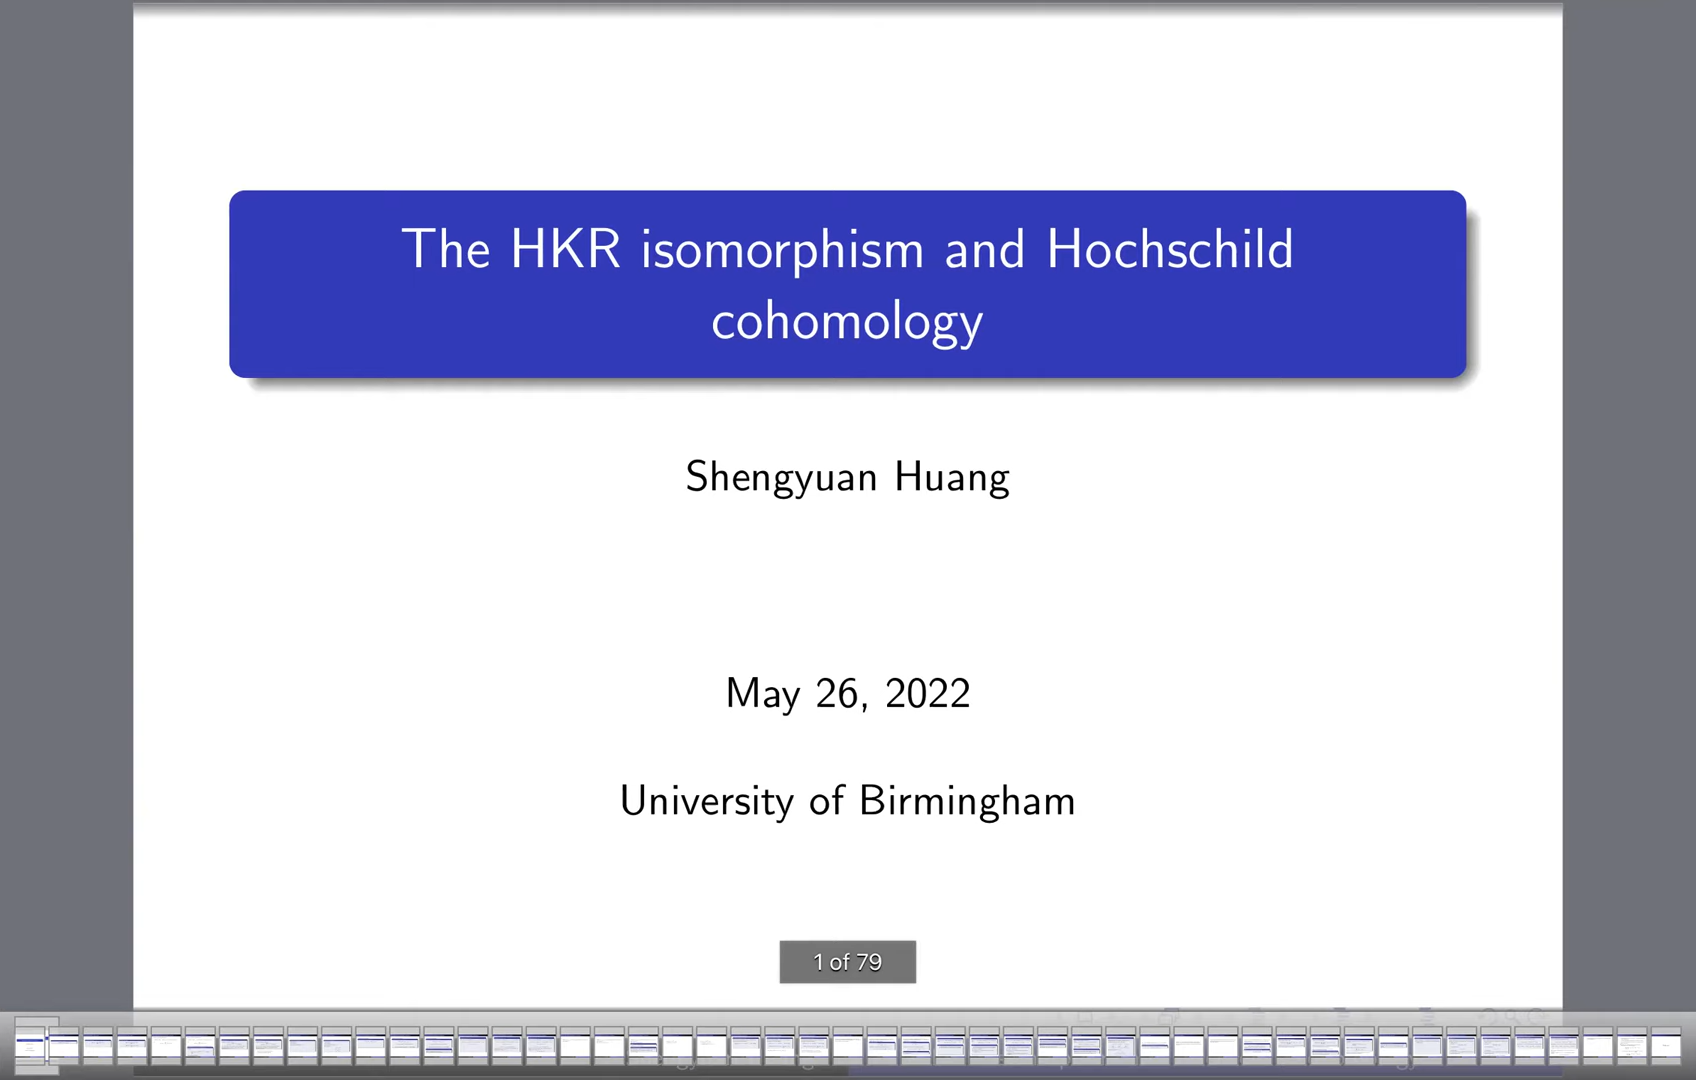 The HKR isomorphism and Hochschild
cohomology
Shengyuan Huang
May 26, 2022
University of Birmingham
1 of 79